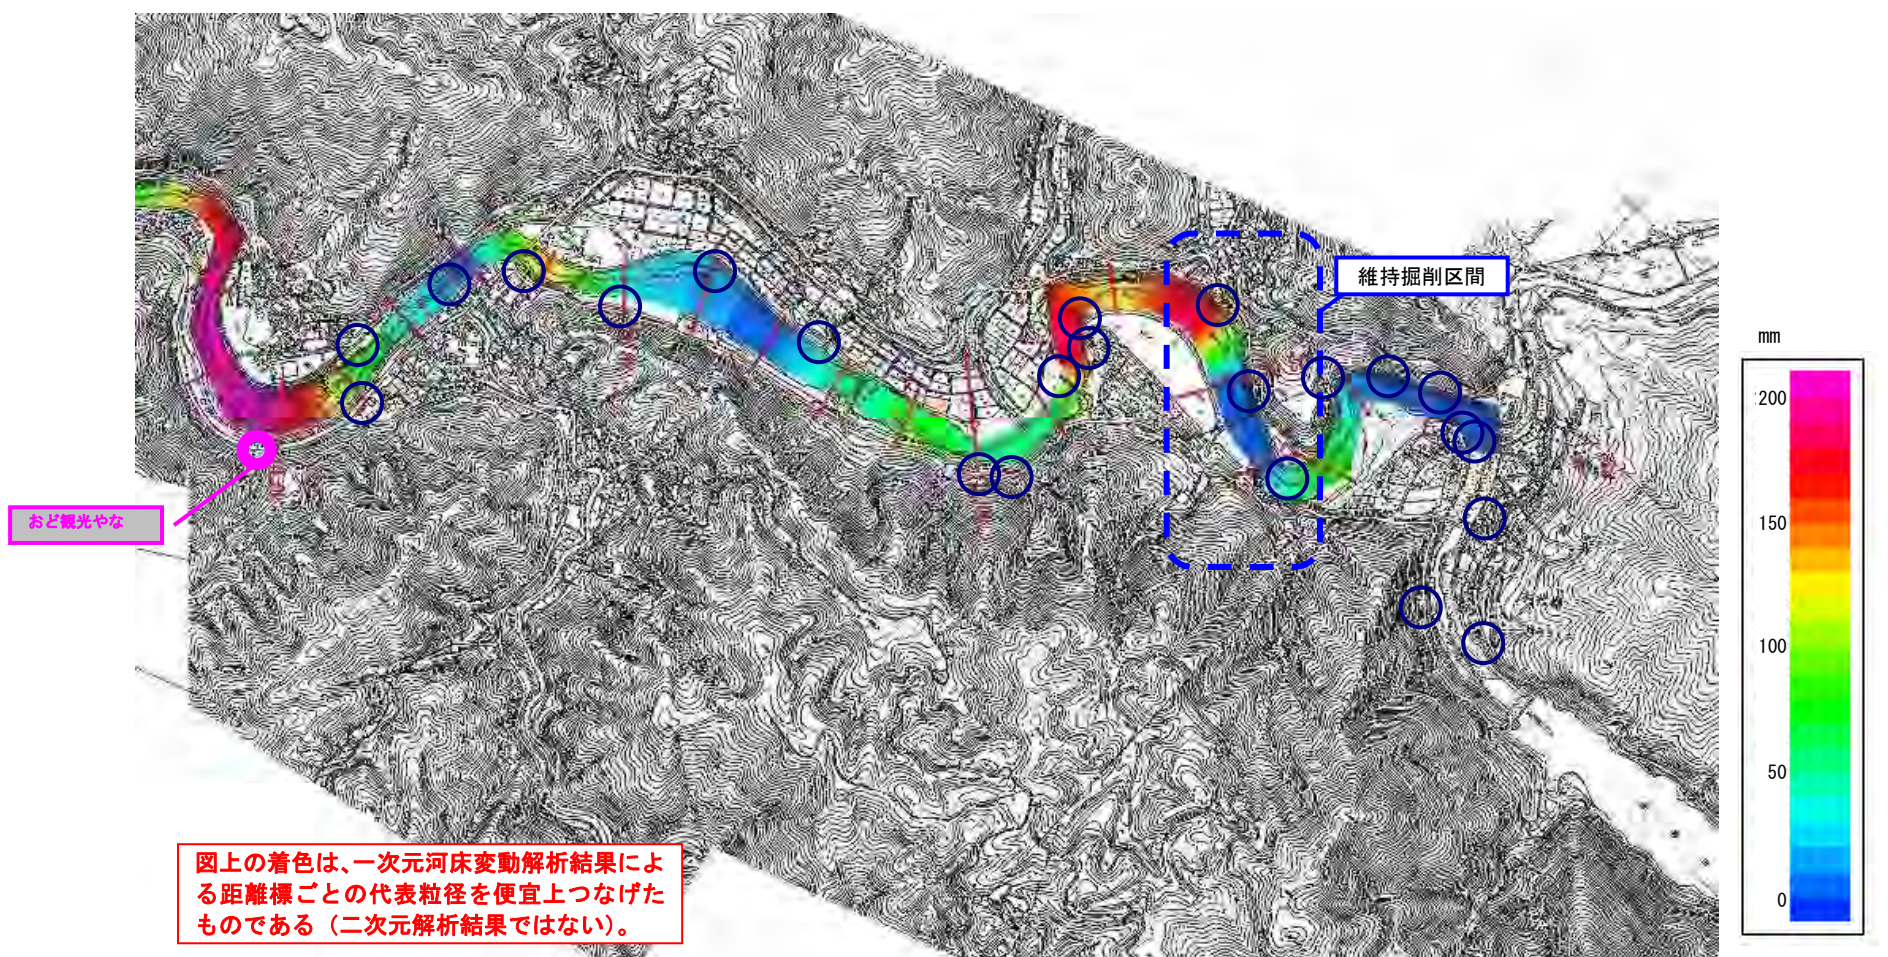 維持掘削区間
mm
200
150
100
50
0
おど観光やな
図上の着色は、一次元河床変動解析結果によ
る距離標ごとの代表粒径を便宜上つなげた
ものである（二次元解析結果ではない）。